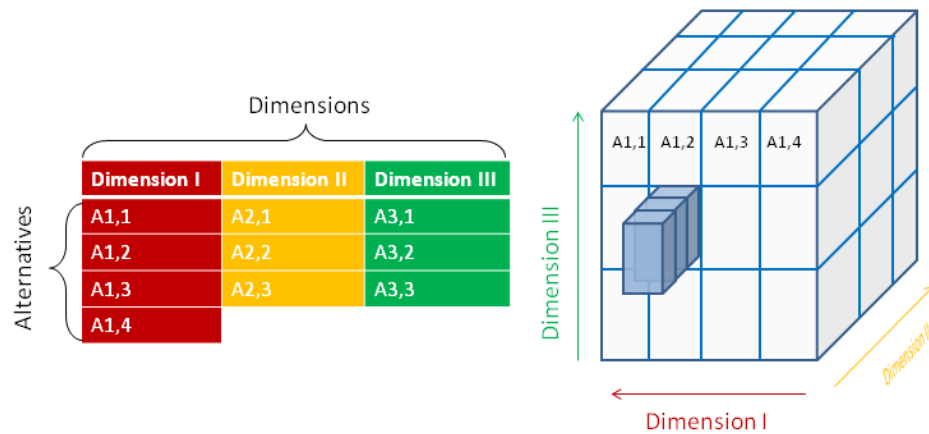 Dimensions
Dimension I Dimension II Dimension III
Alternatives
A1,1 A2,1 A3,1
A1,2 A2,2 A3,2
A1,3 A2,3 A3,3
A1,4
A1,1 A1,2 A1,3 A1,4
Dimension III
Dimension II
Dimension I